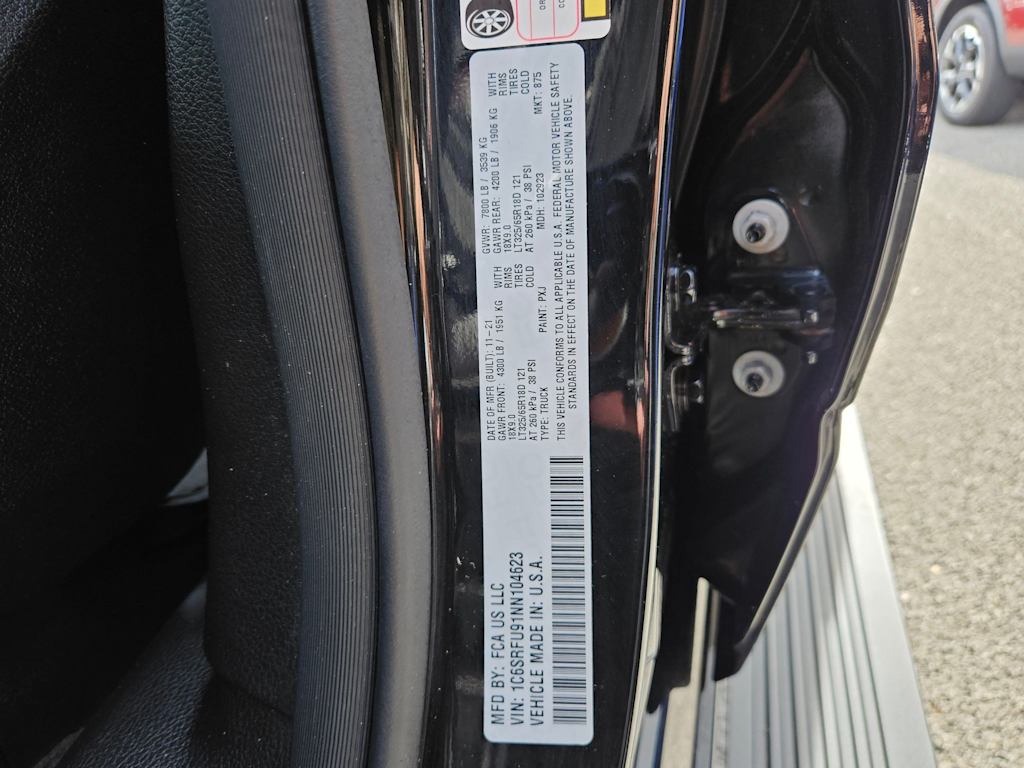 MFD BY: FCA US LLC
VIN: 1C6SRFU91NN104623
VEHICLE MADE IN: U.S.A.
DATE OF MFR (BUILT): 11-21 GVWR: 7800 LB / 3539 KG
GAWR FRONT: 4300 LB / 1951 KG WITH GAWR REAR: 4200 LB / 1906 KG WITH
18X9.0 RIMS 18X9.0 RIMS
LT325/65R18D 121 TIRES LT325/65R18D 121 TIRES
AT 260 kPa / 38 PSI COLD AT 260 kPa / 38 PSI COLD
TYPE: TRUCK PAINT: PXJ MDH: 102923 MKT: 875
THIS VEHICLE CONFORMS TO ALL APPLICABLE U.S.A. FEDERAL MOTOR VEHICLE SAFETY
STANDARDS IN EFFECT ON THE DATE OF MANUFACTURE SHOWN ABOVE.